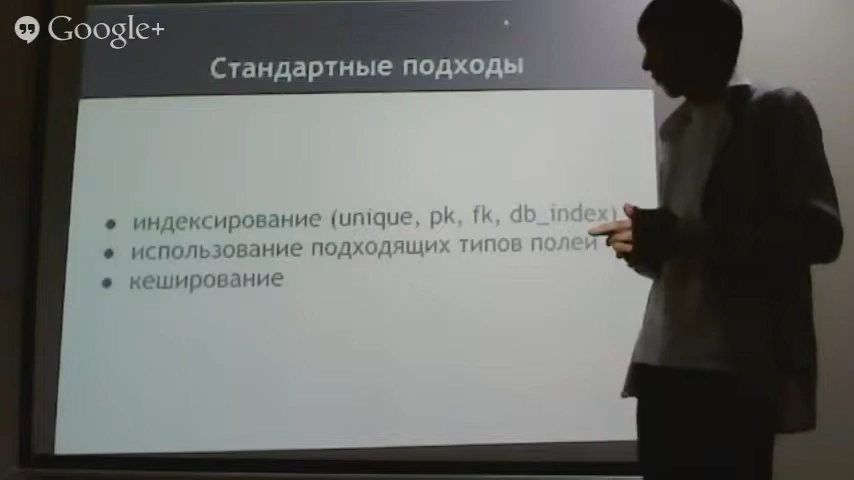 Google+
Стандартные подходы
индексирование (unique, pk, fk, db_index)
использование подходящих типов полей
кеширование